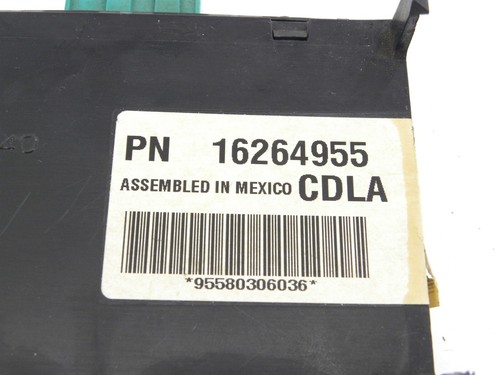 PN 16264955
ASSEMBLED IN MEXICO CDLA
*95580306036*